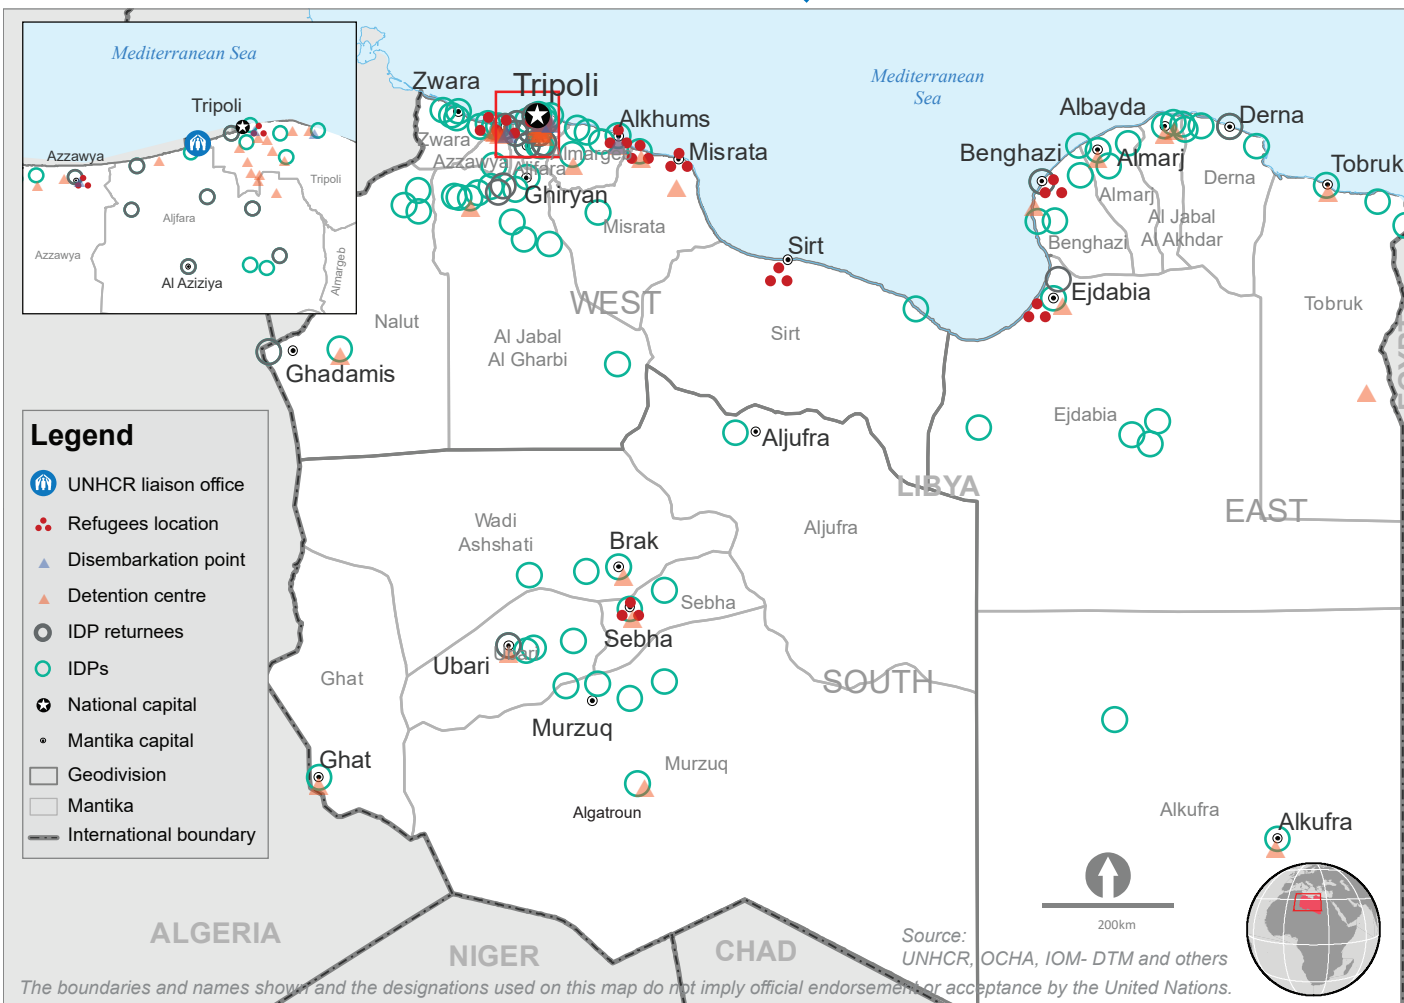 Mediterranean Sea
Tripoli
Azzawya
Tripoli
Aljfara
Azzawya
Almargeb
Al Aziziya
Zwara
Tripoli
Mediterranean
Sea
Alkhums
Misrata
Zwara
Azzawya
Almargeb
Aljfara
Ghiryan
Misrata
Albayda
Derna
Benghazi
Almarj
Tobruk
Almarj
Derna
Al Jabal
Al Akhdar
Benghazi
Sirt
Ejdabia
WEST
Nalut
Al Jabal
Al Gharbi
Sirt
Tobruk
Ghadamis
Ejdabia
Aljufra
LIBYA
EAST
Wadi
Ashshati
Aljufra
Brak
Sebha
Sebha
Ubari
Ubari
Ghat
SOUTH
Murzuq
Murzuq
Ghat
Algatroun
Alkufra
Alkufra
Legend
UNHCR liaison office
Refugees location
Disembarkation point
Detention centre
IDP returnees
IDPs
National capital
Mantika capital
Geodivision
Mantika
International boundary
ALGERIA
NIGER
CHAD
200km
Source:
UNHCR, OCHA, IOM- DTM and others
The boundaries and names shown and the designations used on this map do not imply official endorsement or acceptance by the United Nations.